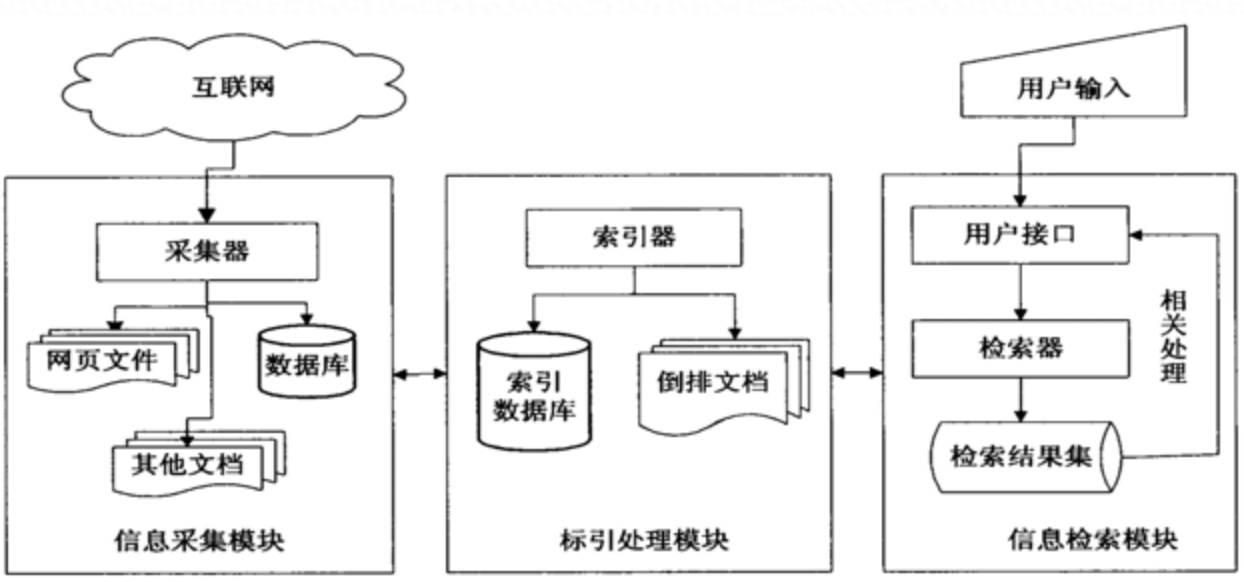 互联网
采集器
网页文件
数据库
其他文档
信息采集模块
索引器
索引
数据库
倒排文档
标引处理模块
用户输入
用户接口
检索器
检索结果集
相关处理
信息检索模块